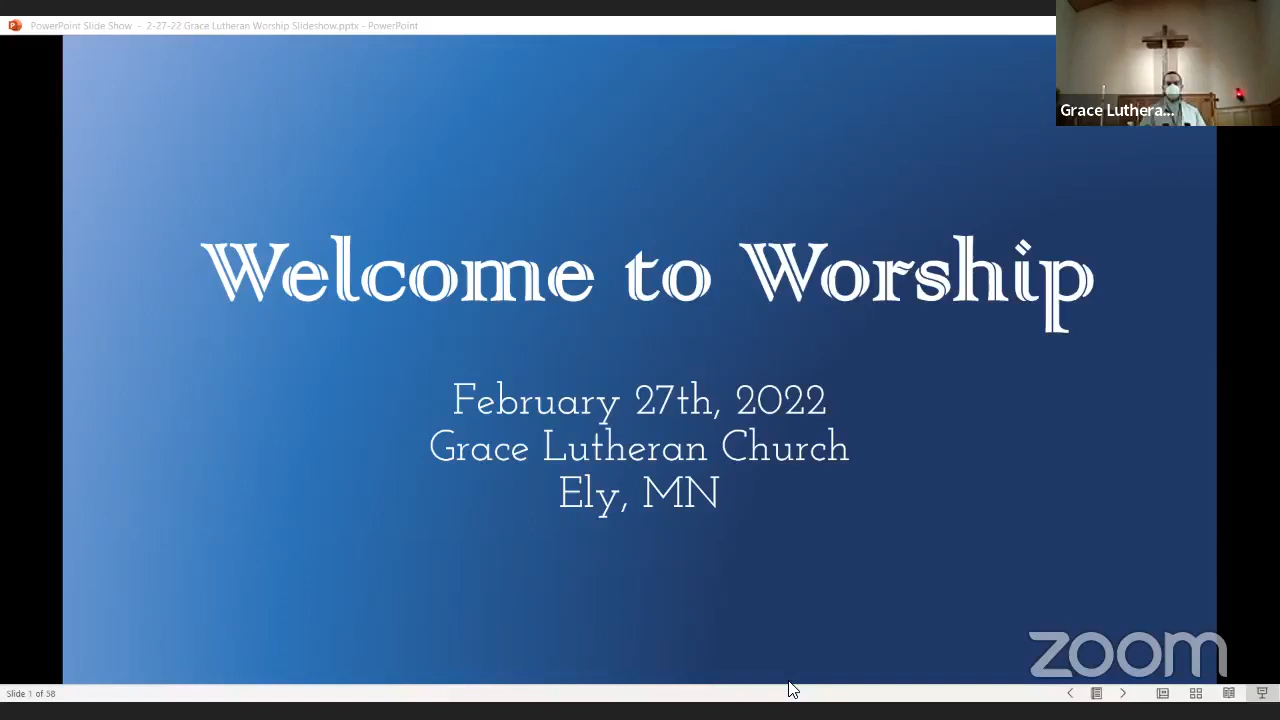 PowerPoint Slide Show - 2-27-22 Grace Lutheran Worship Slideshow.pptx - PowerPoint
Grace Luthera...
Welcome to Worship
February 27th, 2022
Grace Lutheran Church
Ely, MN
zoom
Slide 1 of 58